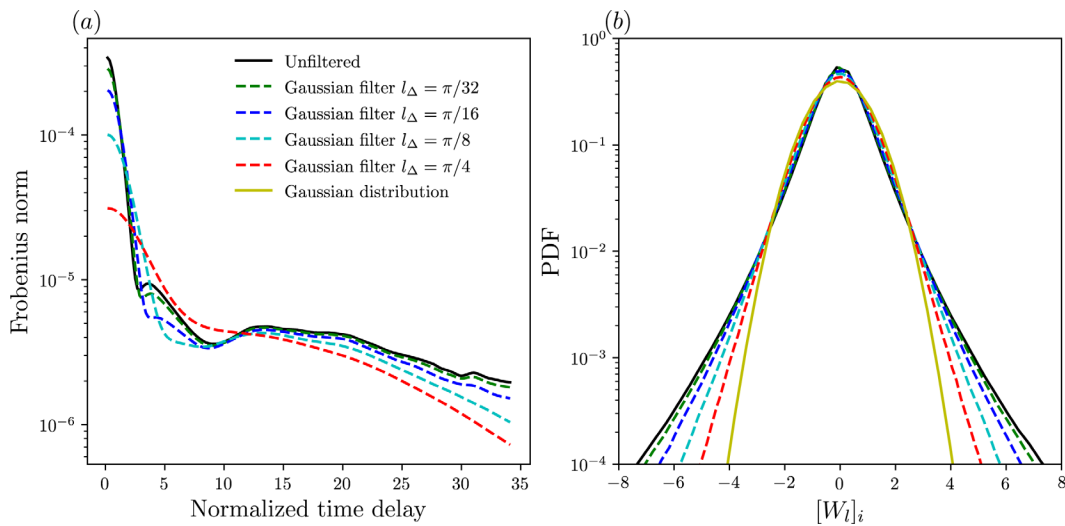 (a)
Frobenius norm
10⁻⁴
10⁻⁵
10⁻⁶
Unfiltered
Gaussian filter l_Δ = π/32
Gaussian filter l_Δ = π/16
Gaussian filter l_Δ = π/8
Gaussian filter l_Δ = π/4
Gaussian distribution
0 5 10 15 20 25 30 35
Normalized time delay
(b)
PDF
10⁰
10⁻¹
10⁻²
10⁻³
10⁻⁴
−8 −6 −4 −2 0 2 4 6 8
[W_l]_i